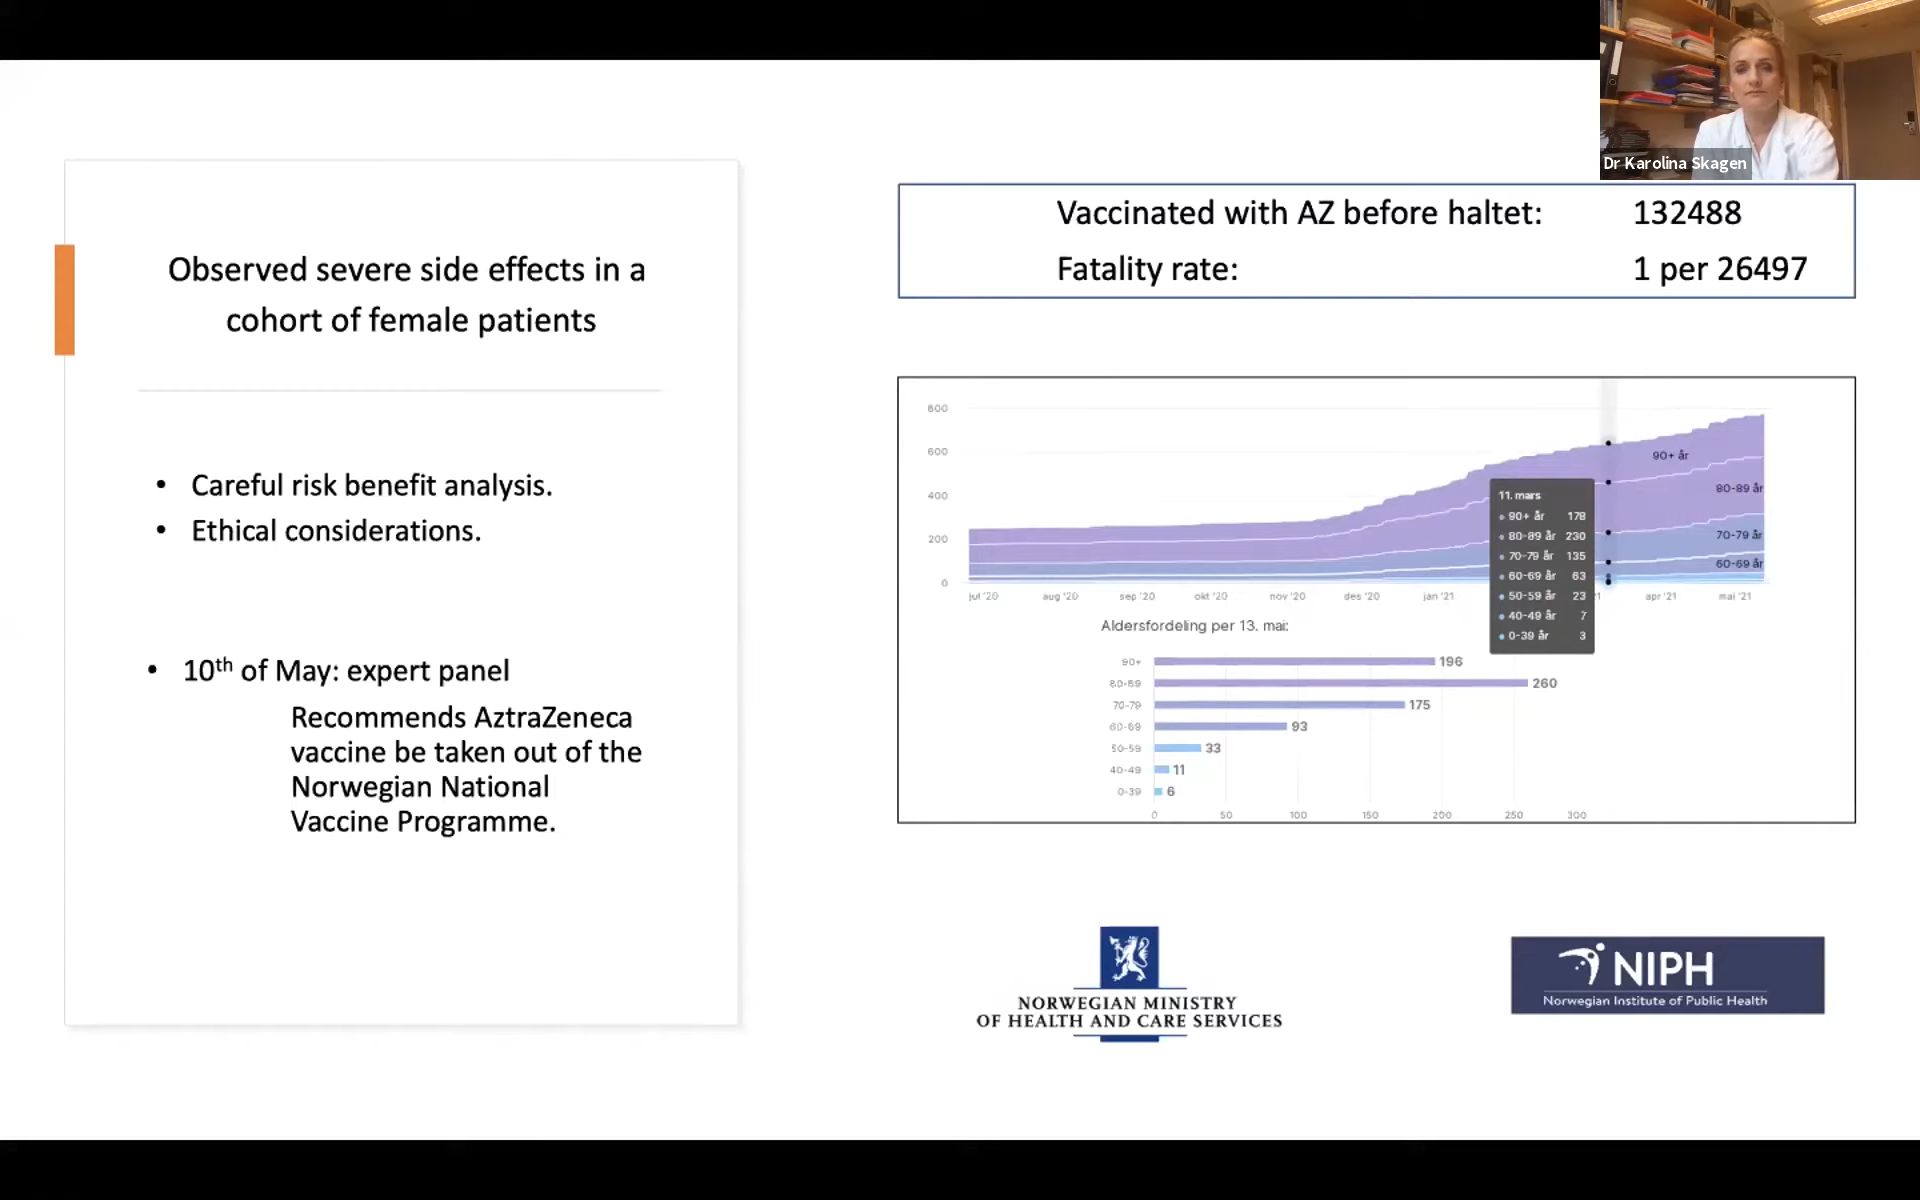 Dr Karolina Skagen
Observed severe side effects in a
cohort of female patients
• Careful risk benefit analysis.
• Ethical considerations.
• 10th of May: expert panel
Recommends AztraZeneca
vaccine be taken out of the
Norwegian National
Vaccine Programme.
Vaccinated with AZ before haltet: 132488
Fatality rate: 1 per 26497
800
600
400
200
0
90+ år
80-89 år
70-79 år
60-69 år
11. mars
90+ år 178
80-89 år 230
70-79 år 135
60-69 år 63
50-59 år 23
40-49 år 7
0-39 år 3
jul '20 aug '20 sep '20 okt '20 nov '20 des '20 jan '21 apr '21 mai '21
Aldersfordeling per 13. mai:
90+ 196
80-89 260
70-79 175
60-69 93
50-59 33
40-49 11
0-39 6
0 50 100 150 200 250 300
NORWEGIAN MINISTRY
OF HEALTH AND CARE SERVICES
NIPH
Norwegian Institute of Public Health